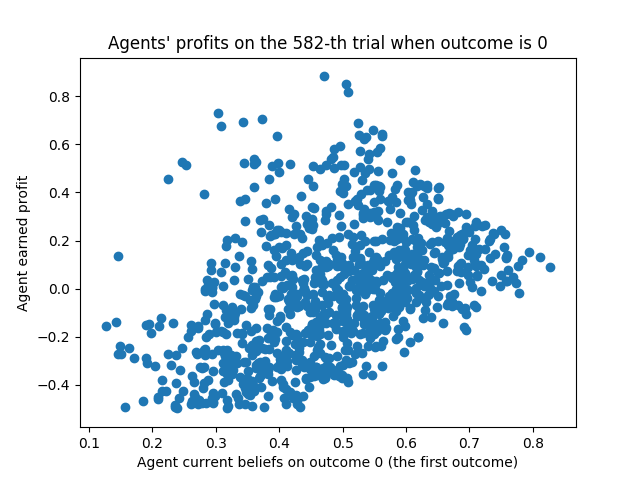 Agents' profits on the 582-th trial when outcome is 0
Agent earned profit
0.8
0.6
0.4
0.2
0.0
−0.2
−0.4
0.1 0.2 0.3 0.4 0.5 0.6 0.7 0.8
Agent current beliefs on outcome 0 (the first outcome)